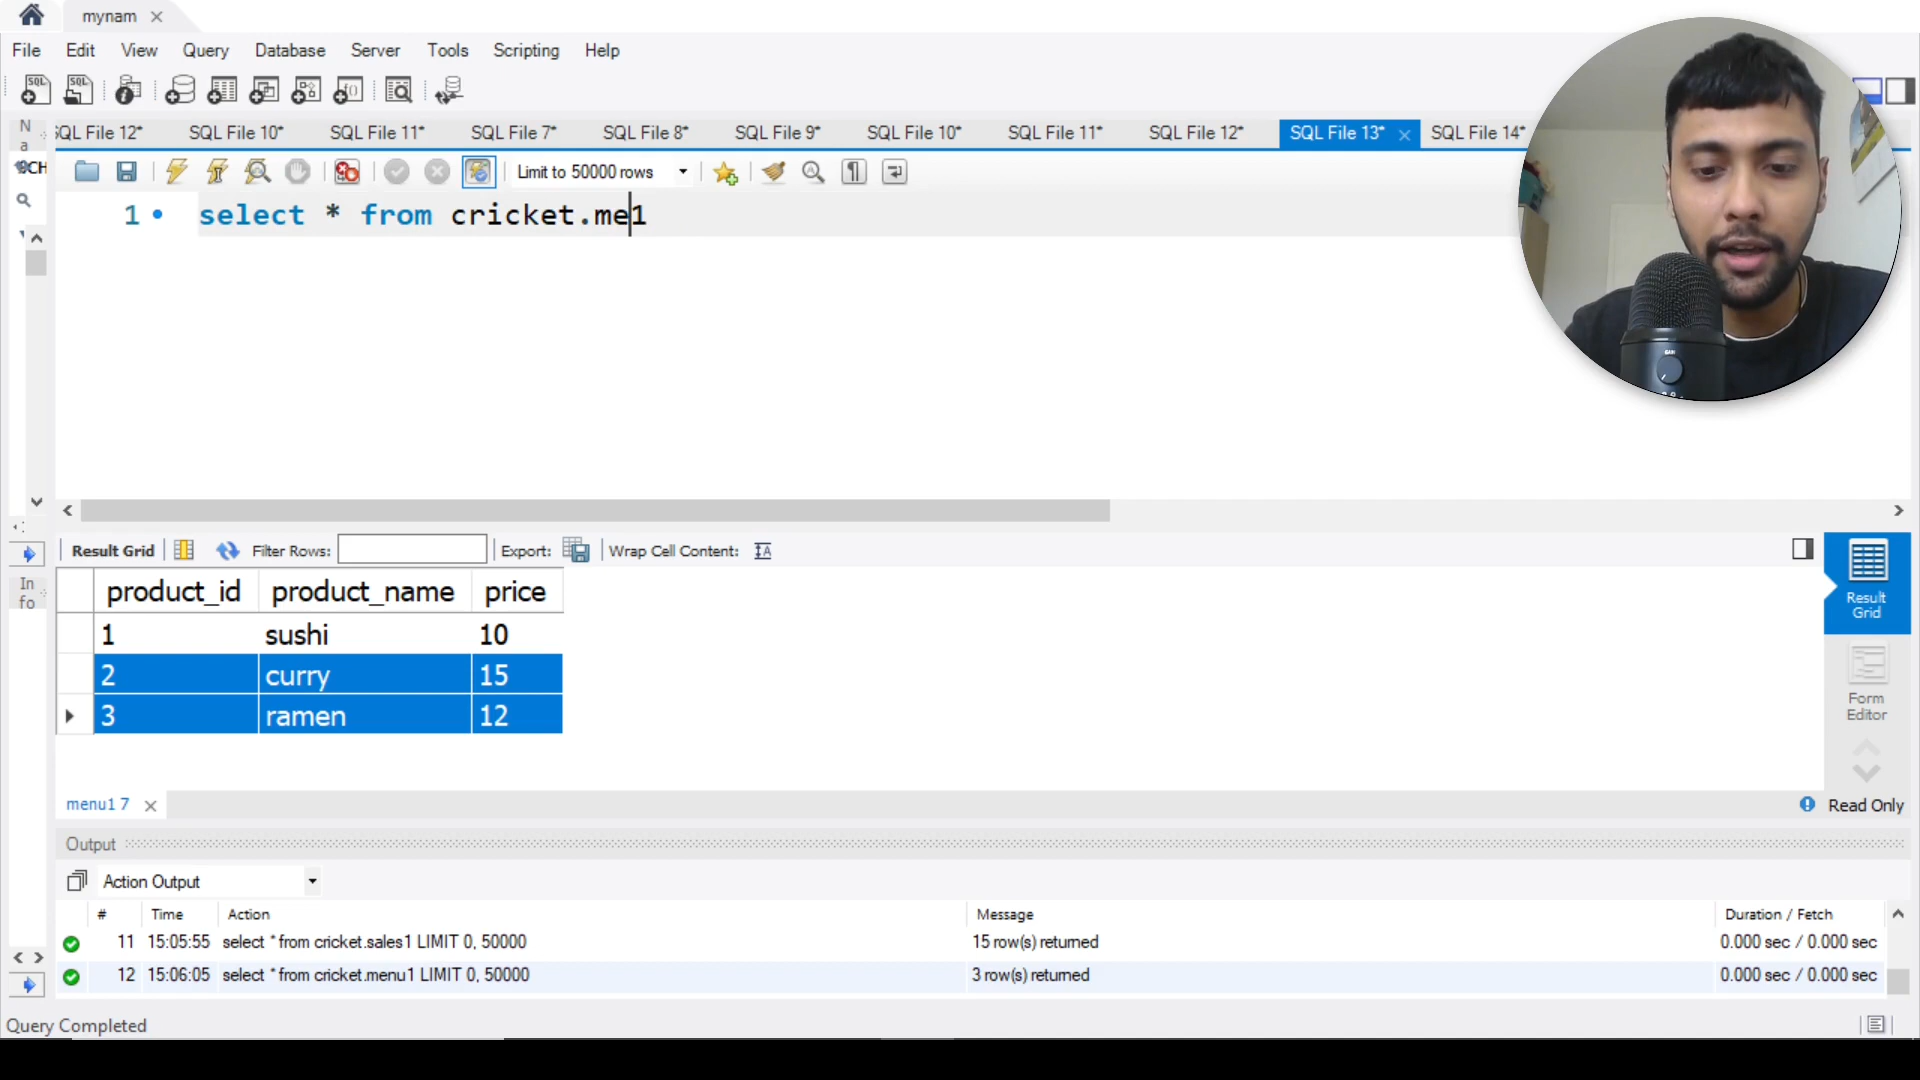 mynam
File Edit View Query Database Server Tools Scripting Help
SQL File 12* SQL File 10* SQL File 11* SQL File 7* SQL File 8* SQL File 9* SQL File 10* SQL File 11* SQL File 12* SQL File 13* SQL File 14*
N
a
CH
Limit to 50000 rows
1 select * from cricket.me1
Result Grid Filter Rows: Export: Wrap Cell Content:
In
fo
product_id product_name price
1 sushi 10
2 curry 15
3 ramen 12
Result
Grid
Form
Editor
menu1 7
Read Only
Output
Action Output
# Time Action Message Duration / Fetch
11 15:05:55 select * from cricket.sales1 LIMIT 0, 50000 15 row(s) returned 0.000 sec / 0.000 sec
12 15:06:05 select * from cricket.menu1 LIMIT 0, 50000 3 row(s) returned 0.000 sec / 0.000 sec
Query Completed